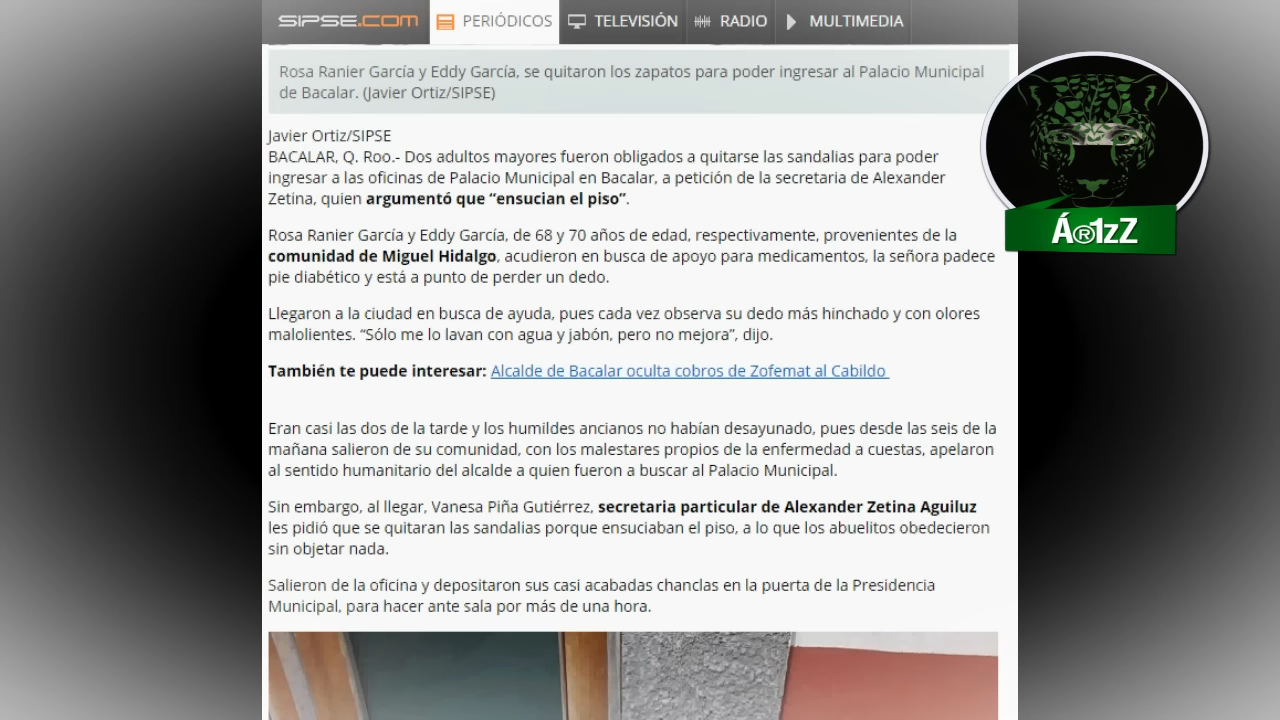 SIPSE.COM PERIÓDICOS TELEVISIÓN RADIO MULTIMEDIA
Rosa Ranier García y Eddy García, se quitaron los zapatos para poder ingresar al Palacio Municipal
de Bacalar. (Javier Ortiz/SIPSE)
Javier Ortiz/SIPSE
BACALAR, Q. Roo.- Dos adultos mayores fueron obligados a quitarse las sandalias para poder
ingresar a las oficinas de Palacio Municipal en Bacalar, a petición de la secretaria de Alexander
Zetina, quien argumentó que “ensucian el piso”.
Rosa Ranier García y Eddy García, de 68 y 70 años de edad, respectivamente, provenientes de la
comunidad de Miguel Hidalgo, acudieron en busca de apoyo para medicamentos, la señora padece
pie diabético y está a punto de perder un dedo.
Llegaron a la ciudad en busca de ayuda, pues cada vez observa su dedo más hinchado y con olores
malolientes. “Sólo me lo lavan con agua y jabón, pero no mejora”, dijo.
También te puede interesar: Alcalde de Bacalar oculta cobros de Zofemat al Cabildo
Eran casi las dos de la tarde y los humildes ancianos no habían desayunado, pues desde las seis de la
mañana salieron de su comunidad, con los malestares propios de la enfermedad a cuestas, apelaron
al sentido humanitario del alcalde a quien fueron a buscar al Palacio Municipal.
Sin embargo, al llegar, Vanesa Piña Gutiérrez, secretaria particular de Alexander Zetina Aguiluz
les pidió que se quitaran las sandalias porque ensuciaban el piso, a lo que los abuelitos obedecieron
sin objetar nada.
Salieron de la oficina y depositaron sus casi acabadas chanclas en la puerta de la Presidencia
Municipal, para hacer ante sala por más de una hora.
Á®1zZ